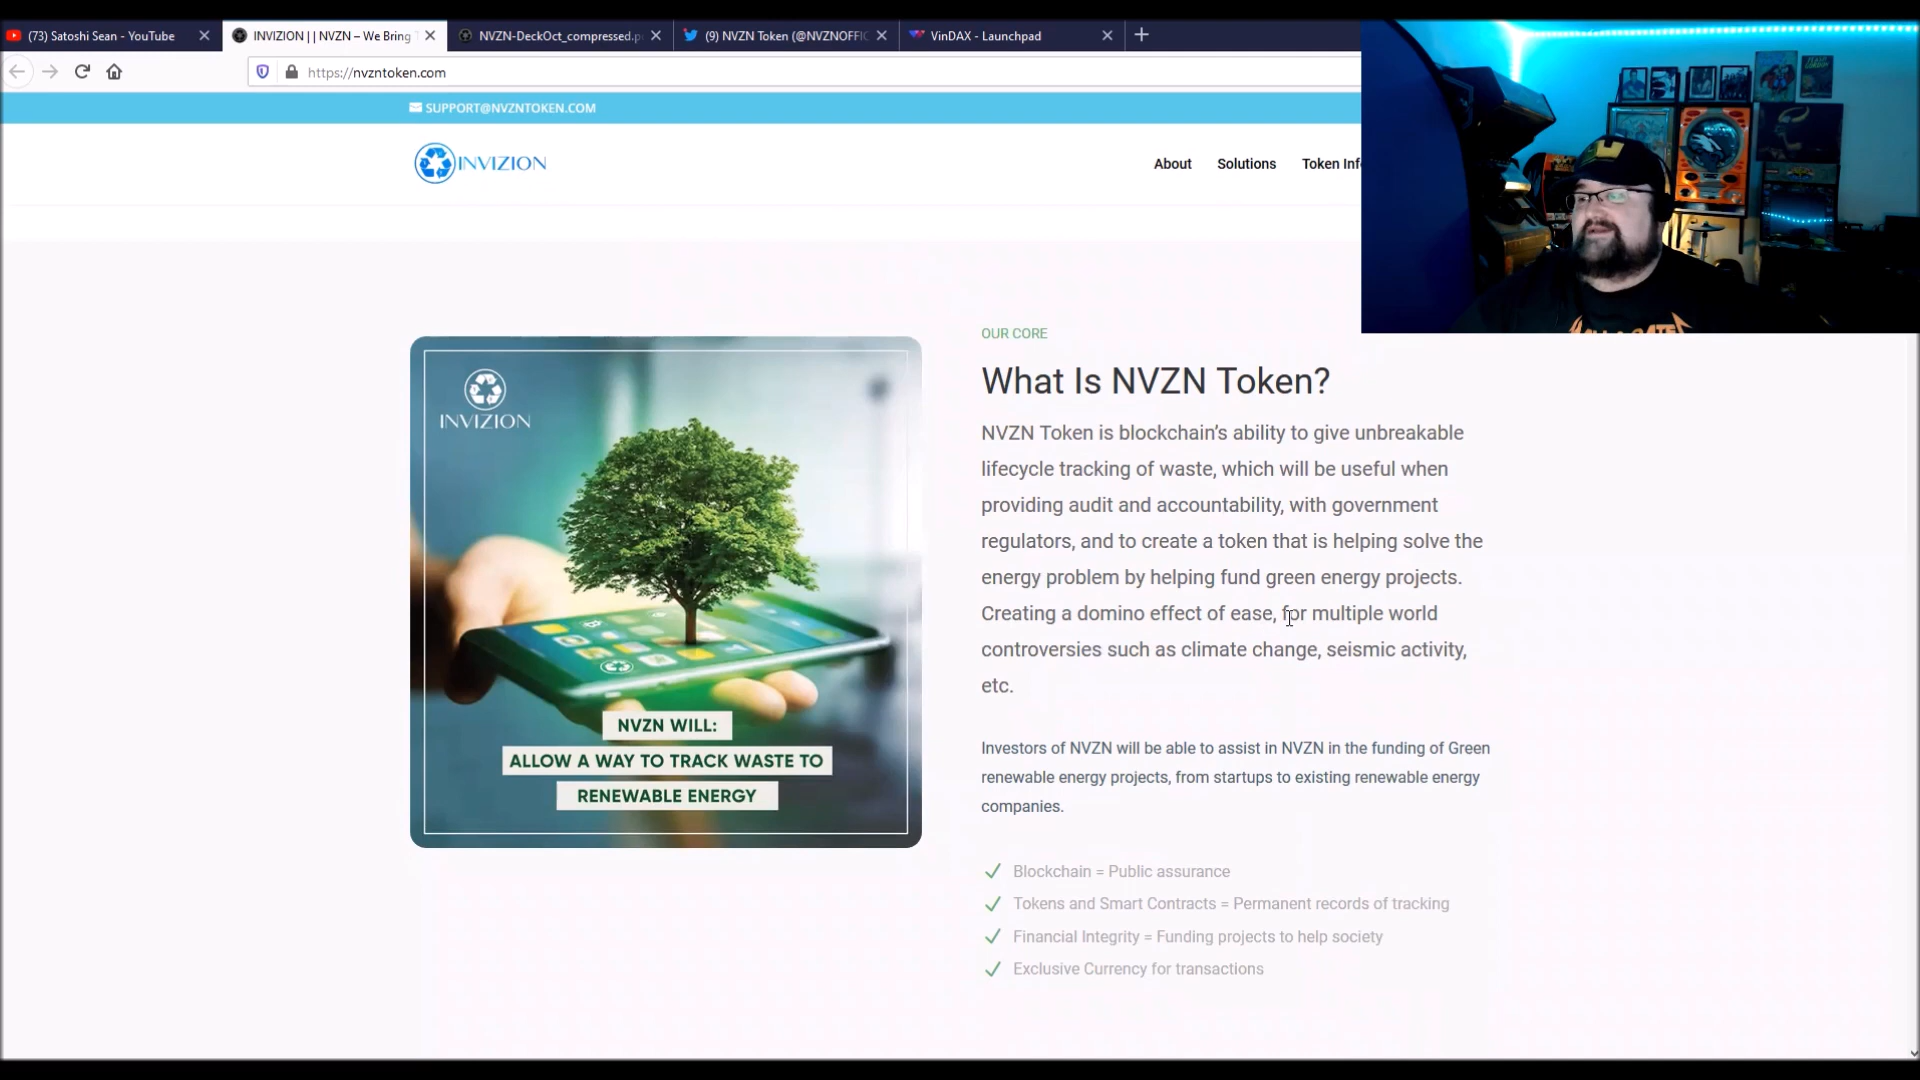 (73) Satoshi Sean - YouTube
INVIZION | | NVZN – We Bring T
NVZN-DeckOct_compressed.p
(9) NVZN Token (@NVZNOFFIC
VinDAX - Launchpad
https://nvzntoken.com
SUPPORT@NVZNTOKEN.COM
INVIZION
About
Solutions
Token Inf
OUR CORE
What Is NVZN Token?
NVZN Token is blockchain’s ability to give unbreakable
lifecycle tracking of waste, which will be useful when
providing audit and accountability, with government
regulators, and to create a token that is helping solve the
energy problem by helping fund green energy projects.
Creating a domino effect of ease, for multiple world
controversies such as climate change, seismic activity,
etc.
INVIZION
NVZN WILL:
ALLOW A WAY TO TRACK WASTE TO
RENEWABLE ENERGY
Investors of NVZN will be able to assist in NVZN in the funding of Green
renewable energy projects, from startups to existing renewable energy
companies.
Blockchain = Public assurance
Tokens and Smart Contracts = Permanent records of tracking
Financial Integrity = Funding projects to help society
Exclusive Currency for transactions